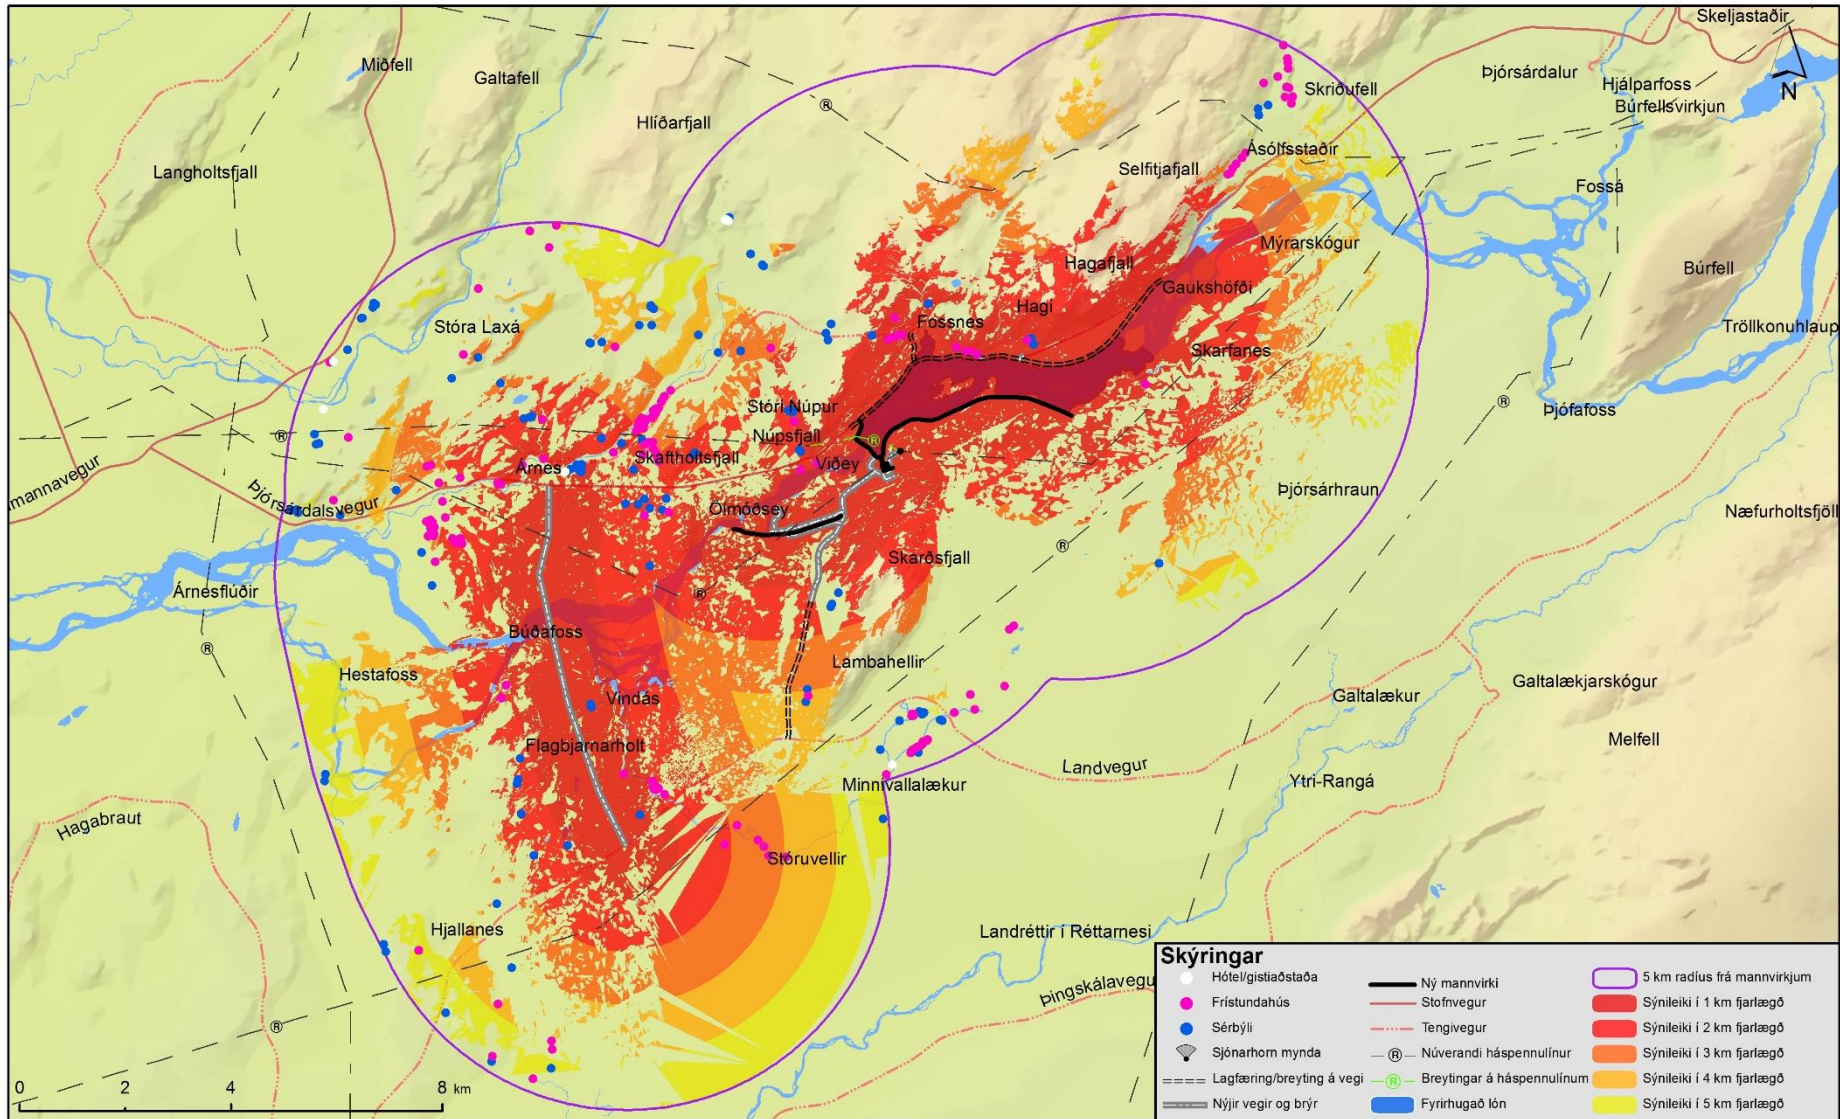 Skeljastaðir
Miðfell
Galtafell
Þjórsárdalur
Hjálparfoss
Skriðufell
N
Búrfellsvirkjun
Hlíðarfjall
Langholtsfjall
Ásólfsstaðir
Selfitjafjall
Fossá
Mýrarskógur
Hagafjall
Búrfell
Gaukshöfði
Hagi
Fossnes
Stóra Laxá
Tröllkonuhlaup
Skarfanes
Stóri Núpur
Þjófafoss
Núpsfjall
Skaftholtsfjall
Árnes
Viðey
mannavegur
Þjórsárdalsvegur
Þjórsárhraun
Ölmóðsey
Næfurholtsfjöll
Skarðsfjall
Árnesflúðir
Búðafoss
Hestafoss
Lambahellir
Vindás
Galtalækur
Galtalækjarskógur
Flagbjarnarholt
Melfell
Landvegur
Minnivallalækur
Ytri-Rangá
Hagabraut
Stóruvellir
Hjallanes
Landréttir í Réttarnesi
Þingskálavegu
Skýringar
Hótel/gistiaðstaða
Frístundahús
Sérbýli
Sjónarhorn mynda
Lagfæring/breyting á vegi
Nýjir vegir og brýr
Ný mannvirki
Stofnvegur
Tengivegur
Núverandi háspennulínur
Breytingar á háspennulínum
Fyrirhugað lón
5 km radíus frá mannvirkjum
Sýnileiki í 1 km fjarlægð
Sýnileiki í 2 km fjarlægð
Sýnileiki í 3 km fjarlægð
Sýnileiki í 4 km fjarlægð
Sýnileiki í 5 km fjarlægð
0 2 4 8 km